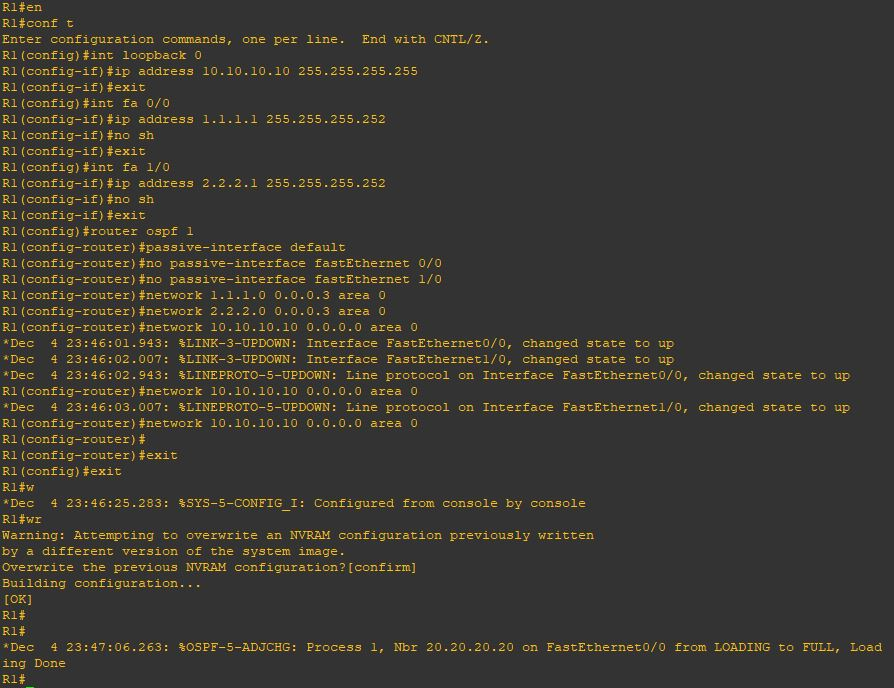 R1#en
R1#conf t
Enter configuration commands, one per line.  End with CNTL/Z.
R1(config)#int loopback 0
R1(config-if)#ip address 10.10.10.10 255.255.255.255
R1(config-if)#exit
R1(config)#int fa 0/0
R1(config-if)#ip address 1.1.1.1 255.255.255.252
R1(config-if)#no sh
R1(config-if)#exit
R1(config)#int fa 1/0
R1(config-if)#ip address 2.2.2.1 255.255.255.252
R1(config-if)#no sh
R1(config-if)#exit
R1(config)#router ospf 1
R1(config-router)#passive-interface default
R1(config-router)#no passive-interface fastEthernet 0/0
R1(config-router)#no passive-interface fastEthernet 1/0
R1(config-router)#network 1.1.1.0 0.0.0.3 area 0
R1(config-router)#network 2.2.2.0 0.0.0.3 area 0
R1(config-router)#network 10.10.10.10 0.0.0.0 area 0
*Dec  4 23:46:01.943: %LINK-3-UPDOWN: Interface FastEthernet0/0, changed state to up
*Dec  4 23:46:02.007: %LINK-3-UPDOWN: Interface FastEthernet1/0, changed state to up
*Dec  4 23:46:02.943: %LINEPROTO-5-UPDOWN: Line protocol on Interface FastEthernet0/0, changed state to up
R1(config-router)#network 10.10.10.10 0.0.0.0 area 0
*Dec  4 23:46:03.007: %LINEPROTO-5-UPDOWN: Line protocol on Interface FastEthernet1/0, changed state to up
R1(config-router)#network 10.10.10.10 0.0.0.0 area 0
R1(config-router)#
R1(config-router)#exit
R1(config)#exit
R1#w
*Dec  4 23:46:25.283: %SYS-5-CONFIG_I: Configured from console by console
R1#wr
Warning: Attempting to overwrite an NVRAM configuration previously written
by a different version of the system image.
Overwrite the previous NVRAM configuration?[confirm]
Building configuration...
[OK]
R1#
R1#
*Dec  4 23:47:06.263: %OSPF-5-ADJCHG: Process 1, Nbr 20.20.20.20 on FastEthernet0/0 from LOADING to FULL, Load
ing Done
R1#